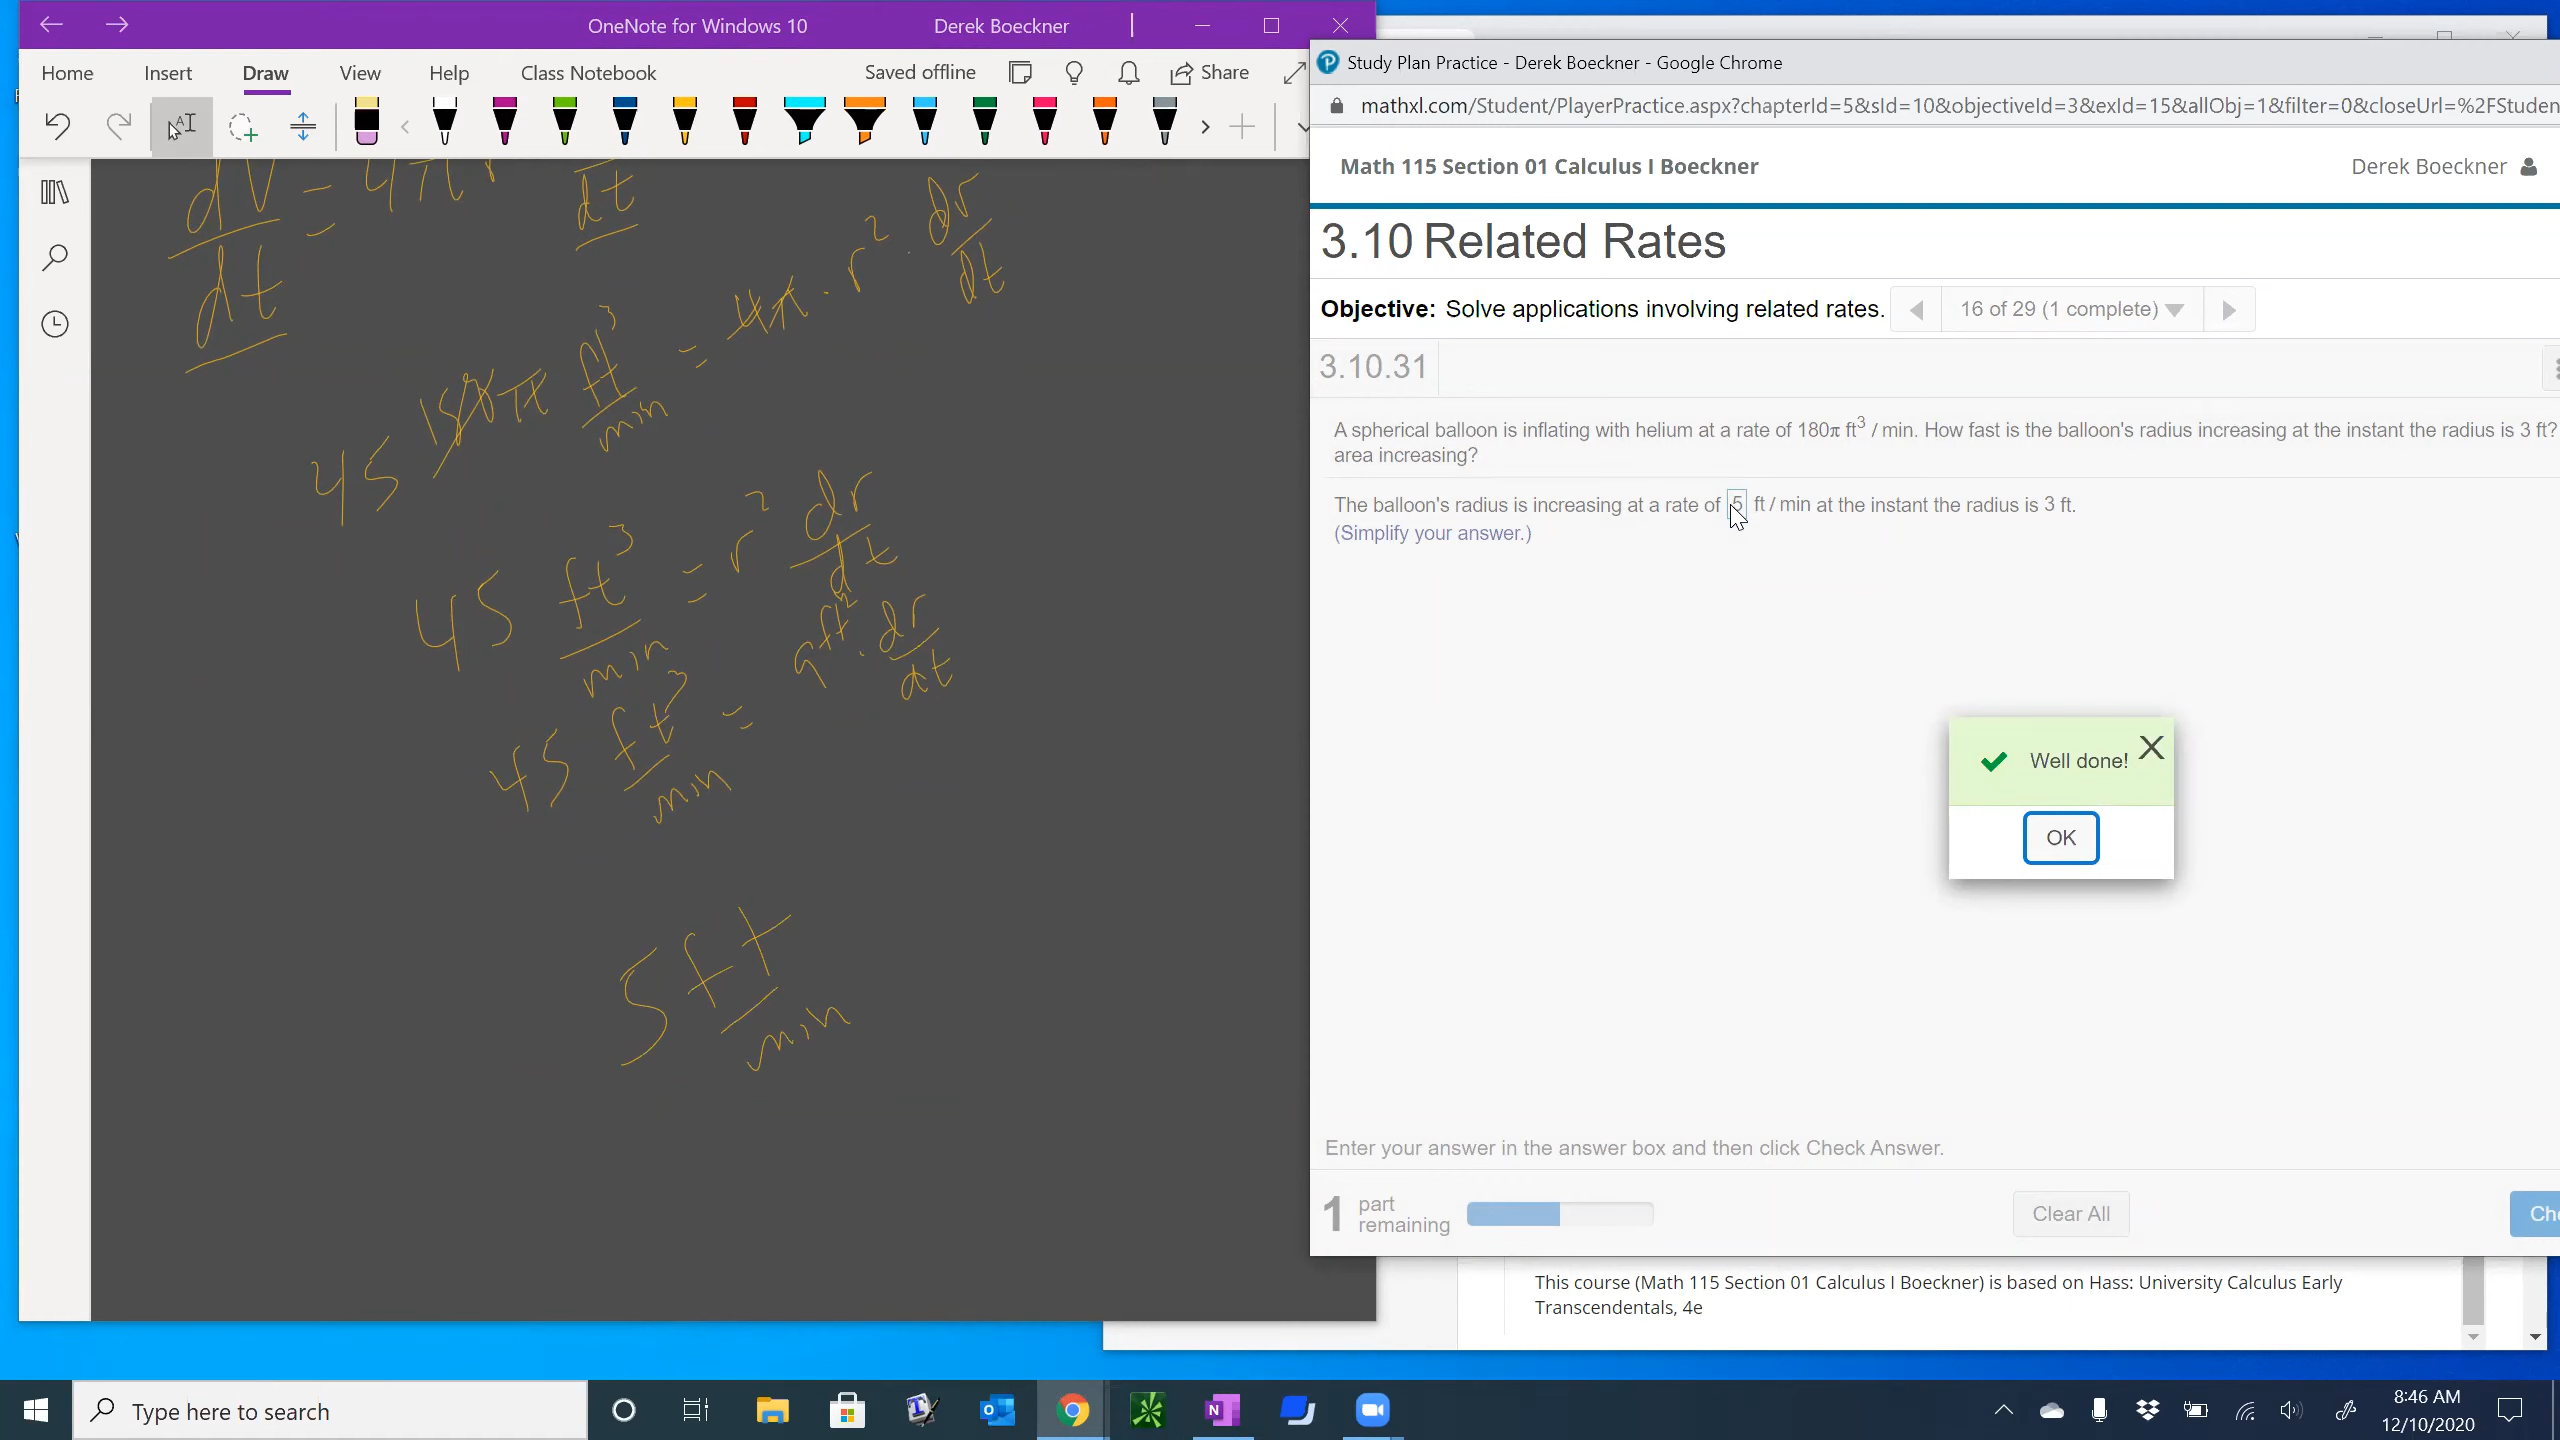 OneNote for Windows 10
Derek Boeckner
Home Insert Draw View Help Class Notebook Saved offline Share
dV/dt = 4π r dt
45 180π ft³/min = 4π · r² · dr/dt
45 ft³/min = r² dr/dt
45 ft³/min = 9ft² · dr/dt
5 ft/min
Study Plan Practice - Derek Boeckner - Google Chrome
mathxl.com/Student/PlayerPractice.aspx?chapterId=5&sId=10&objectiveId=3&exId=15&allObj=1&filter=0&closeUrl=%2FStuden
Math 115 Section 01 Calculus I Boeckner
Derek Boeckner
3.10 Related Rates
Objective: Solve applications involving related rates.
16 of 29 (1 complete)
3.10.31
A spherical balloon is inflating with helium at a rate of 180π ft³ / min. How fast is the balloon's radius increasing at the instant the radius is 3 ft?
area increasing?
The balloon's radius is increasing at a rate of 5 ft / min at the instant the radius is 3 ft.
(Simplify your answer.)
Well done!
OK
Enter your answer in the answer box and then click Check Answer.
1 part
remaining
Clear All
Che
This course (Math 115 Section 01 Calculus I Boeckner) is based on Hass: University Calculus Early
Transcendentals, 4e
Type here to search
8:46 AM
12/10/2020